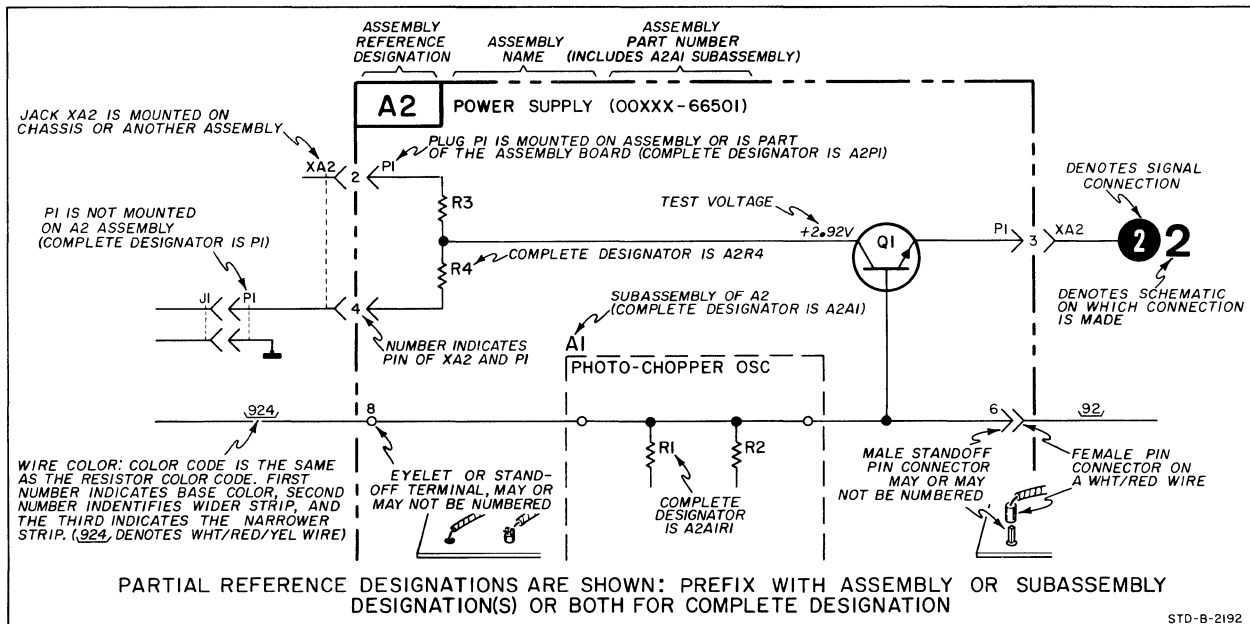 ASSEMBLY
REFERENCE
DESIGNATION
ASSEMBLY
NAME
ASSEMBLY
PART NUMBER
(INCLUDES A2A1 SUBASSEMBLY)
A2
POWER SUPPLY (00XXX-66501)
JACK XA2 IS MOUNTED ON
CHASSIS OR ANOTHER ASSEMBLY
XA2
2
P1
PLUG P1 IS MOUNTED ON ASSEMBLY OR IS PART
OF THE ASSEMBLY BOARD (COMPLETE DESIGNATOR IS A2P1)
DENOTES SIGNAL
CONNECTION
P1 IS NOT MOUNTED
ON A2 ASSEMBLY
(COMPLETE DESIGNATOR IS P1)
R3
TEST VOLTAGE
+2.92V
Q1
P1
3
XA2
2
2
R4
COMPLETE DESIGNATOR IS A2R4
DENOTES SCHEMATIC
ON WHICH CONNECTION
IS MADE
J1
P1
4
SUBASSEMBLY OF A2
(COMPLETE DESIGNATOR IS A2A1)
NUMBER INDICATES
PIN OF XA2 AND P1
A1
PHOTO-CHOPPER OSC
924
8
6
92
R1
R2
WIRE COLOR: COLOR CODE IS THE SAME
AS THE RESISTOR COLOR CODE. FIRST
NUMBER INDICATES BASE COLOR, SECOND
NUMBER INDENTIFIES WIDER STRIP, AND
THE THIRD INDICATES THE NARROWER
STRIP. (924 DENOTES WHT/RED/YEL WIRE)
EYELET OR STAND-
OFF TERMINAL, MAY OR
MAY NOT BE NUMBERED
COMPLETE
DESIGNATOR
IS A2A1R1
MALE STANDOFF
PIN CONNECTOR
MAY OR MAY
NOT BE NUMBERED
FEMALE PIN
CONNECTOR ON
A WHT/RED WIRE
PARTIAL REFERENCE DESIGNATIONS ARE SHOWN: PREFIX WITH ASSEMBLY OR SUBASSEMBLY
DESIGNATION(S) OR BOTH FOR COMPLETE DESIGNATION
STD-B-2192